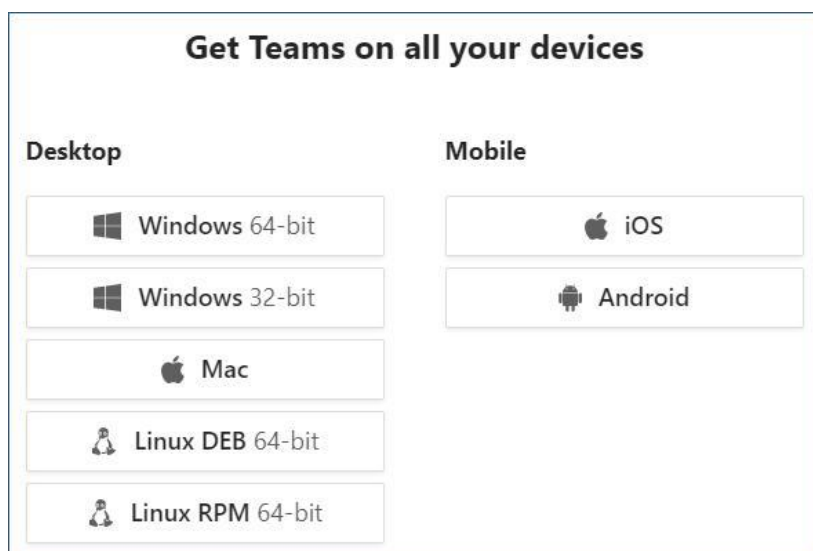 Get Teams on all your devices
Desktop
Windows 64-bit
Windows 32-bit
Mac
Linux DEB 64-bit
Linux RPM 64-bit
Mobile
iOS
Android